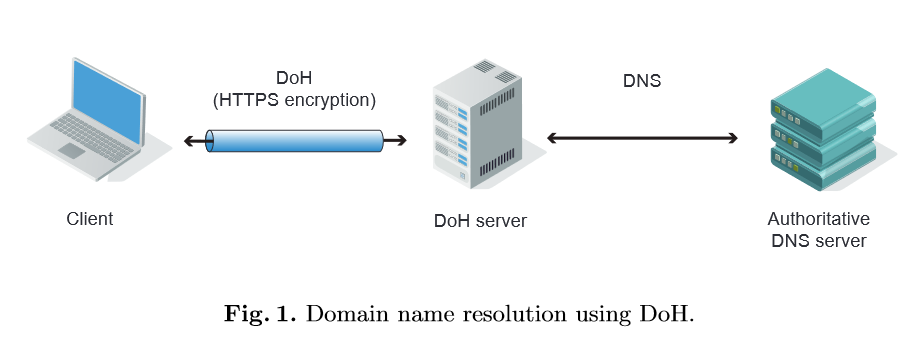 DoH
(HTTPS encryption)
DNS
Client
DoH server
Authoritative
DNS server
Fig. 1. Domain name resolution using DoH.